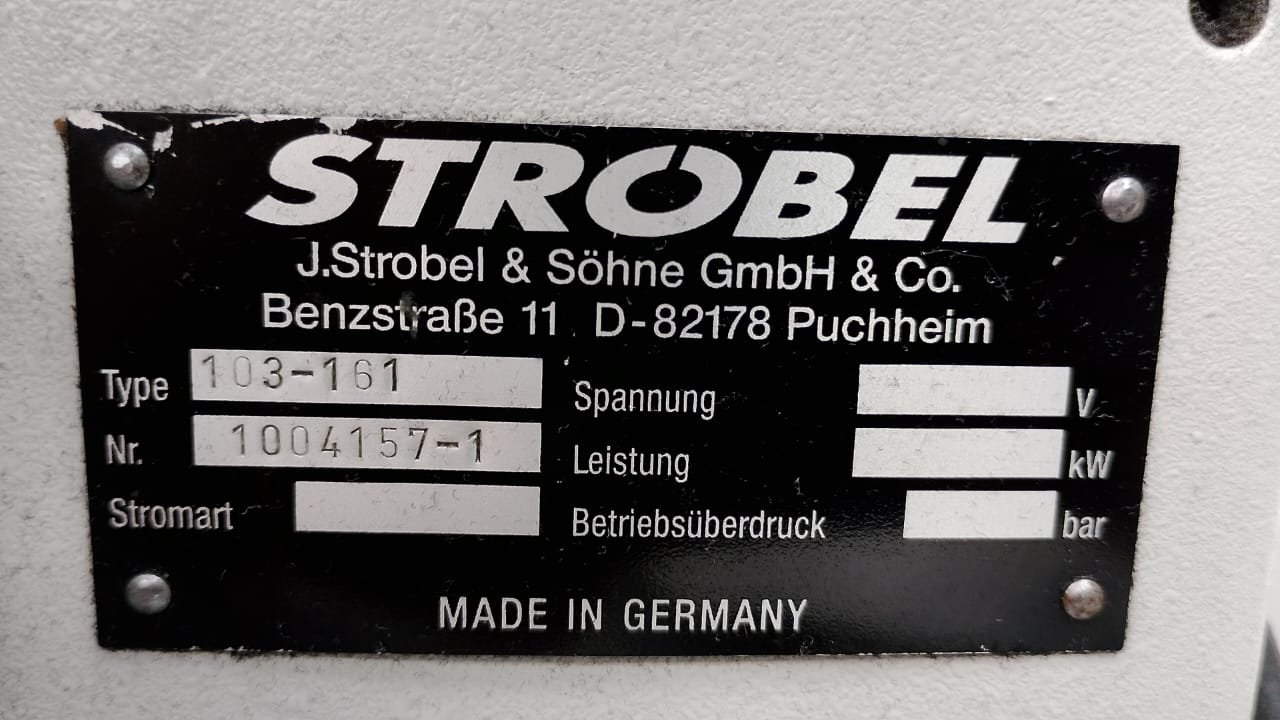 STROBEL
J.Strobel & Söhne GmbH & Co.
Benzstraße 11 D-82178 Puchheim
Type 103-161 Spannung V
Nr. 1004157-1 Leistung kW
Stromart Betriebsüberdruck bar
MADE IN GERMANY